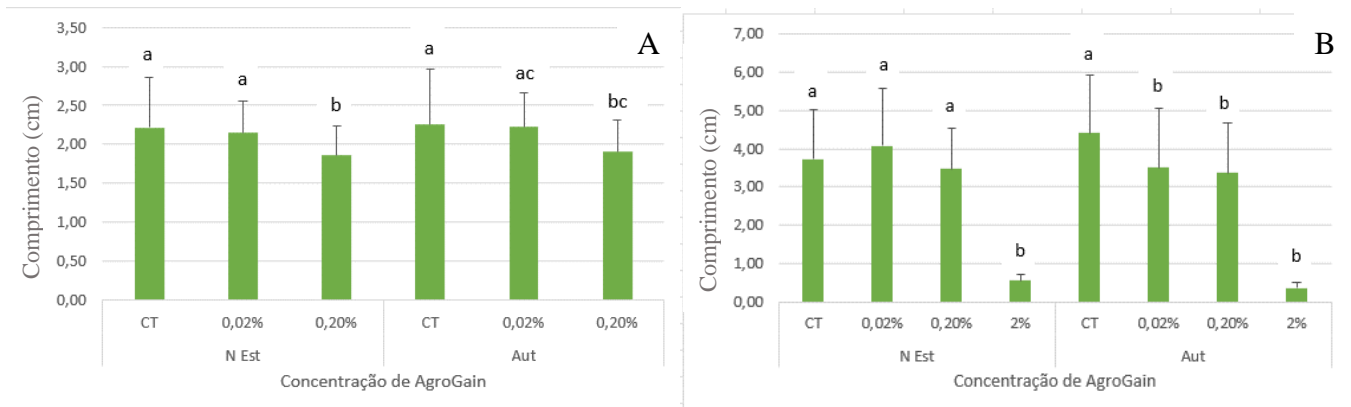 A
Comprimento (cm)
3,50
3,00
2,50
2,00
1,50
1,00
0,50
0,00
a
a
b
a
ac
bc
CT
0,02%
0,20%
CT
0,02%
0,20%
N Est
Aut
Concentração de AgroGain
B
Comprimento (cm)
7,00
6,00
5,00
4,00
3,00
2,00
1,00
0,00
a
a
a
b
a
b
b
b
CT
0,02%
0,20%
2%
CT
0,02%
0,20%
2%
N Est
Aut
Concentração de AgroGain